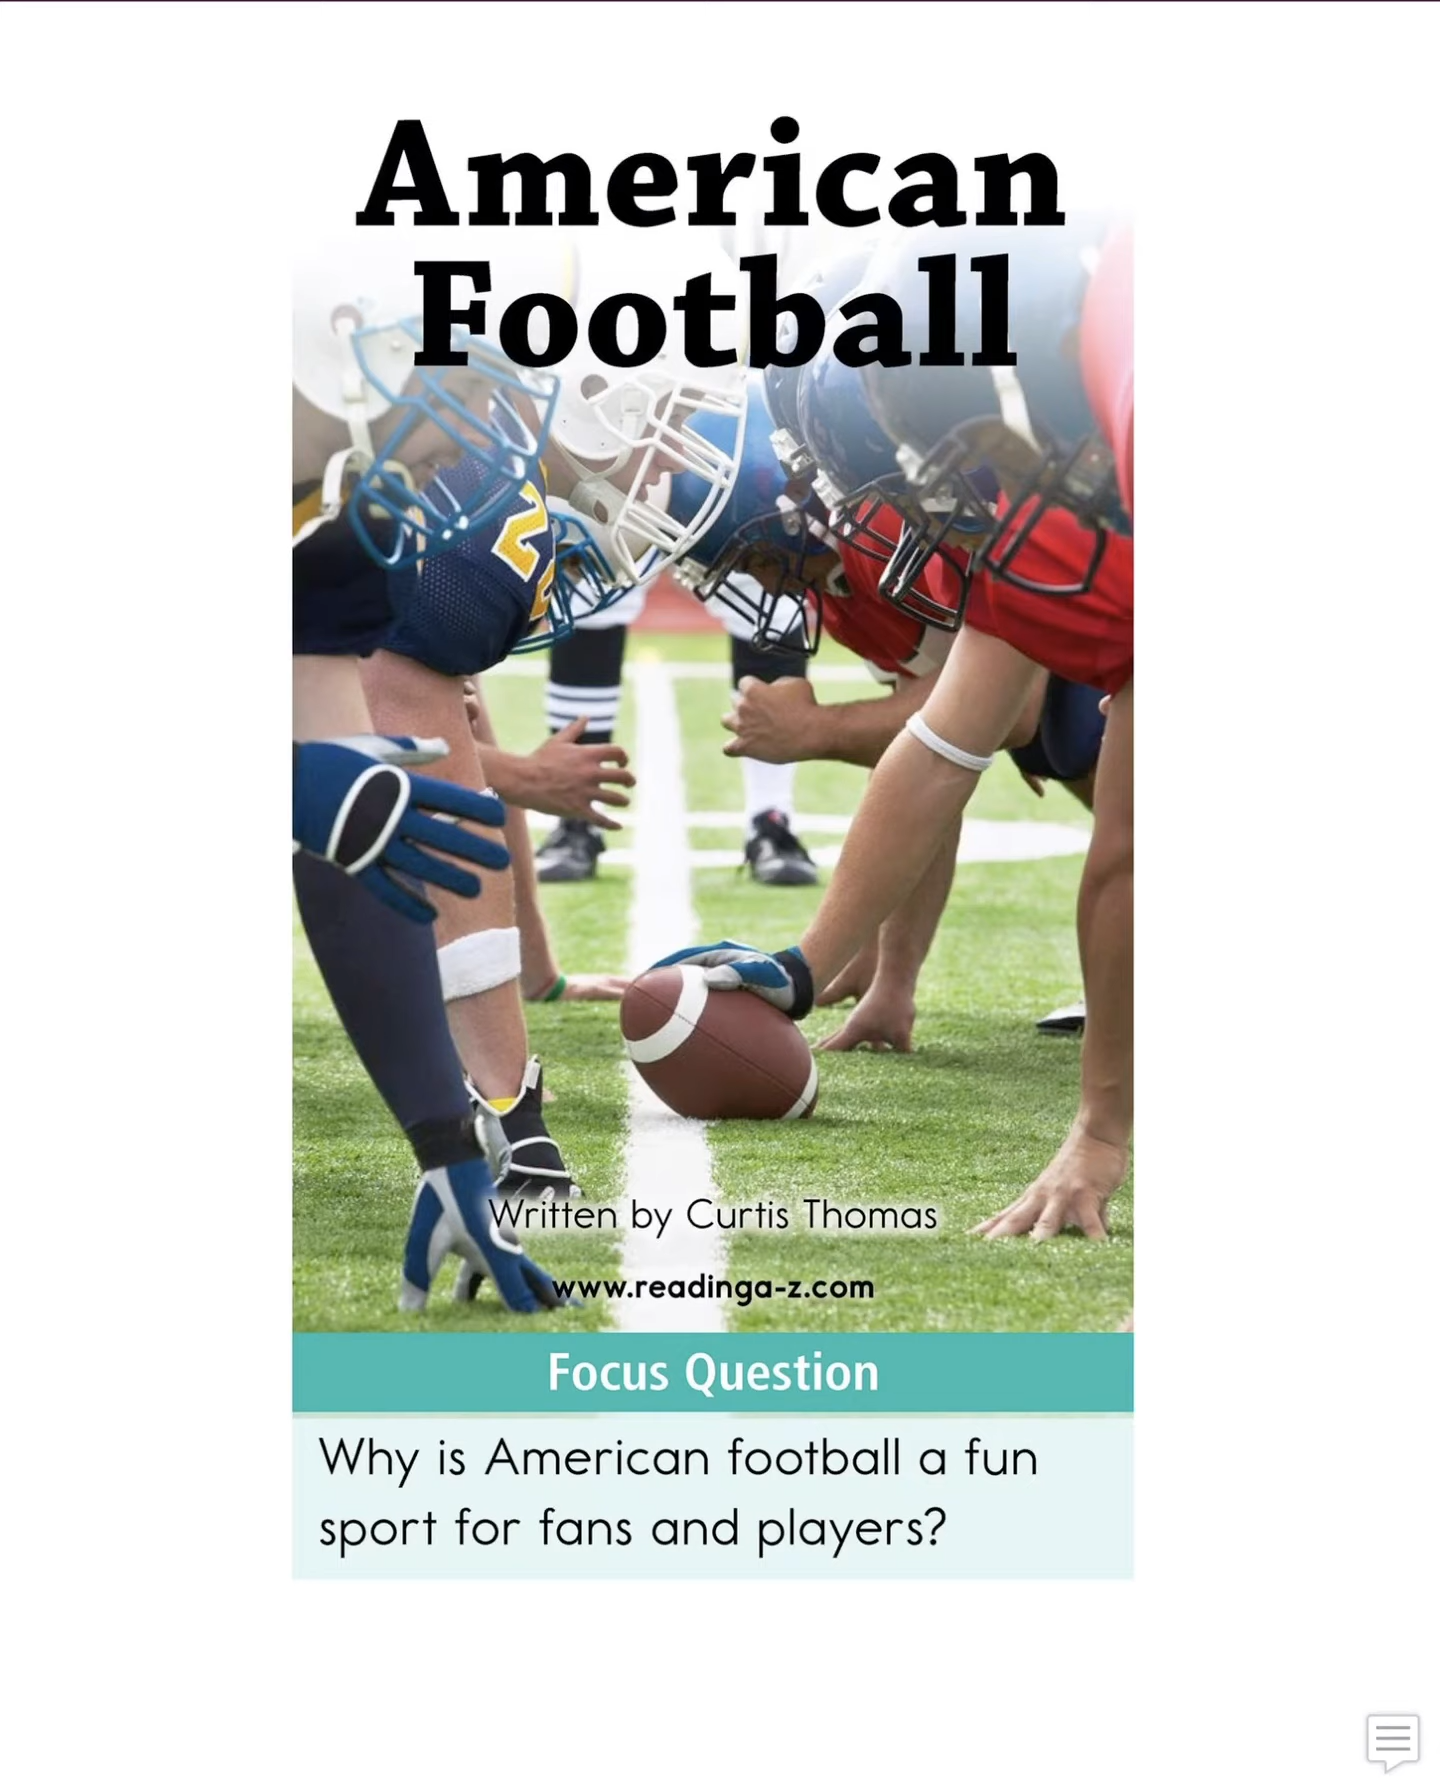 American
Football
Written by Curtis Thomas
www.readinga-z.com
Focus Question
Why is American football a fun
sport for fans and players?